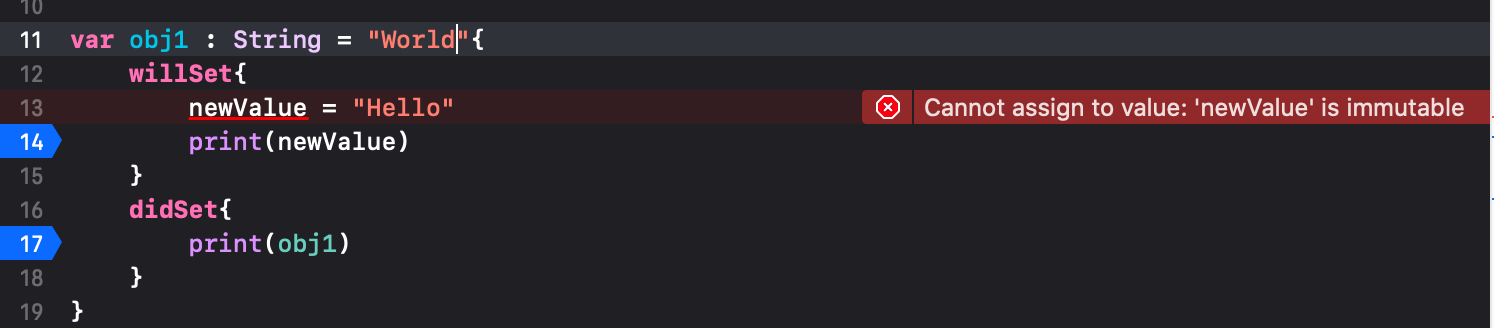 10
11 var obj1 : String = "World"{
12 willSet{
13 newValue = "Hello" Cannot assign to value: 'newValue' is immutable
14 print(newValue)
15 }
16 didSet{
17 print(obj1)
18 }
19 }